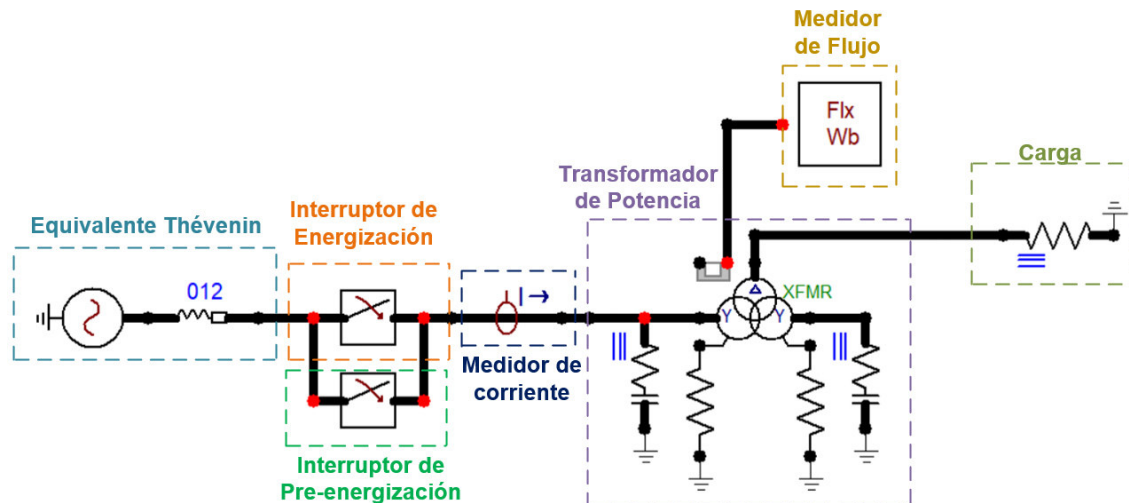 Medidor
de Flujo
Flx
Wb
Carga
Transformador
de Potencia
Equivalente Thévenin
Interruptor de
Energización
012
I→
XFMR
Δ
Y
Y
Medidor de
corriente
Interruptor de
Pre-energización